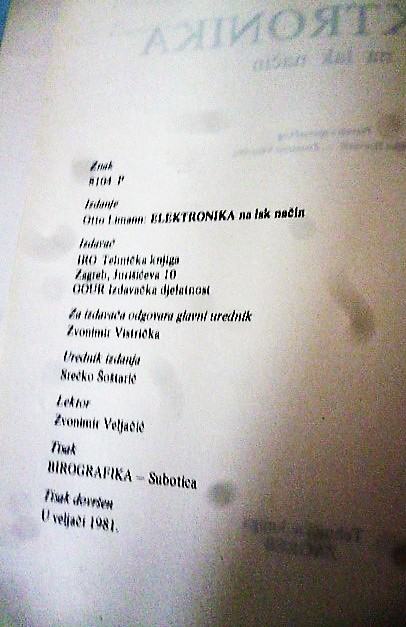 Znak
8104 P
Izdanje
Otto Limann: ELEKTRONIKA na lak način
Izdavač
IRO Tehnička knjiga
Zagreb, Jurišićeva 10
OOUR Izdavačka djelatnost
Za izdavača odgovara glavni urednik
Zvonimir Vistrička
Urednik izdanja
Srećko Šoštarić
Lektor
Zvonimir Veljačić
Tisak
BIROGRAFIKA – Subotica
Tisak dovršen
U veljači 1981.